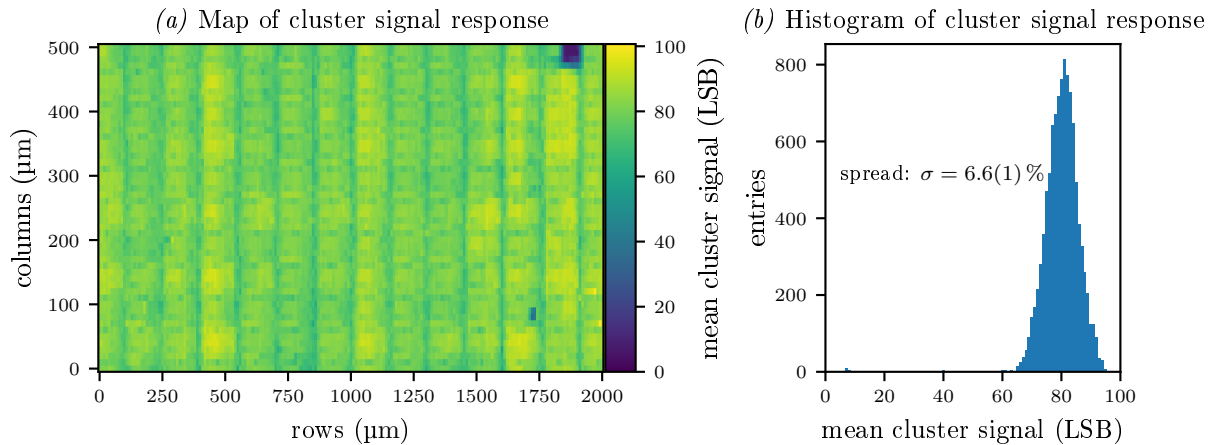 (a) Map of cluster signal response
500
400
300
200
100
0
columns (µm)
0 250 500 750 1000 1250 1500 1750 2000
rows (µm)
100
80
60
40
20
0
mean cluster signal (LSB)
(b) Histogram of cluster signal response
800
600
400
200
0
entries
spread: σ = 6.6(1) %
0 20 40 60 80 100
mean cluster signal (LSB)